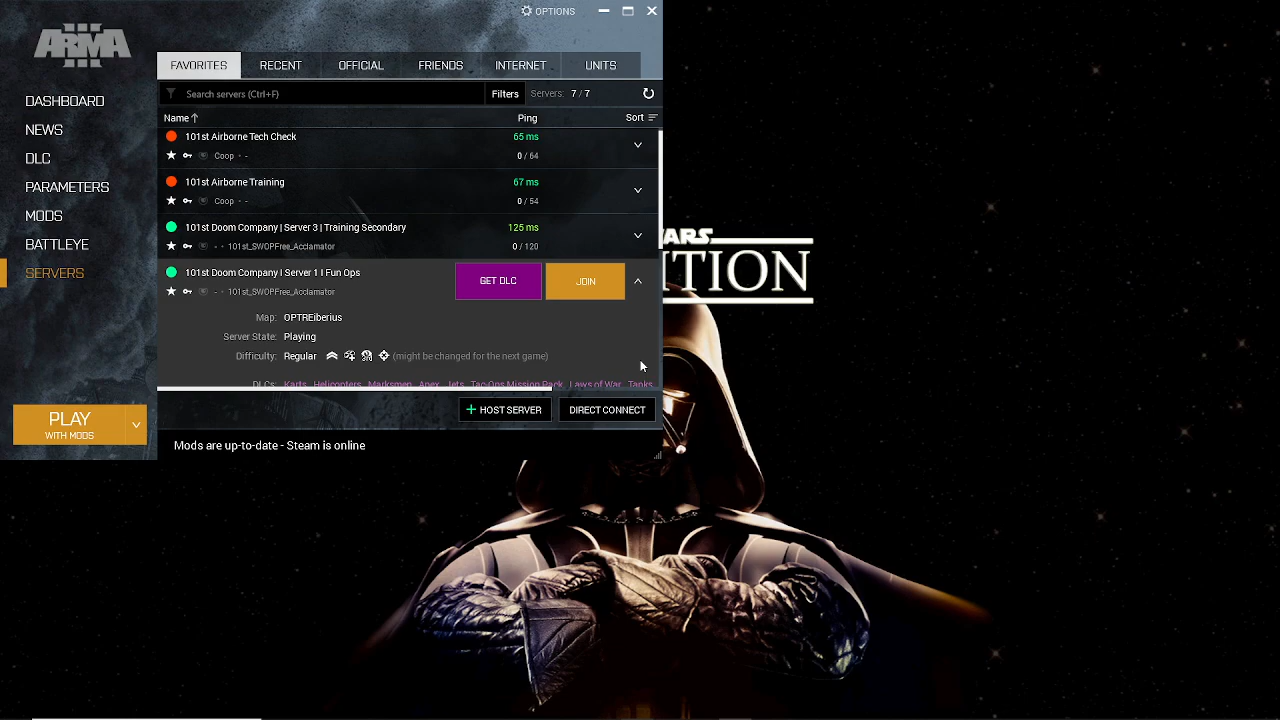 OPTIONS
ARMA III
FAVORITES RECENT OFFICIAL FRIENDS INTERNET UNITS
Search servers (Ctrl+F) Filters Servers: 7 / 7
DASHBOARD
NEWS
DLC
PARAMETERS
MODS
BATTLEYE
SERVERS
PLAY
WITH MODS
Name Ping Sort
101st Airborne Tech Check 65 ms
Coop - - 0 / 64
101st Airborne Training 67 ms
Coop - - 0 / 54
101st Doom Company | Server 3 | Training Secondary 125 ms
- - 101st_SWOPFree_Acclamator 0 / 120
101st Doom Company | Server 1 | Fun Ops GET DLC JOIN
- - 101st_SWOPFree_Acclamator
Map: OPTREiberius
Server State: Playing
Difficulty: Regular (might be changed for the next game)
DLCs: Karts Helicopters Marksmen Apex Jets Tac-Ops Mission Pack Laws of War Tanks
+ HOST SERVER DIRECT CONNECT
Mods are up-to-date - Steam is online
ARS
ITION